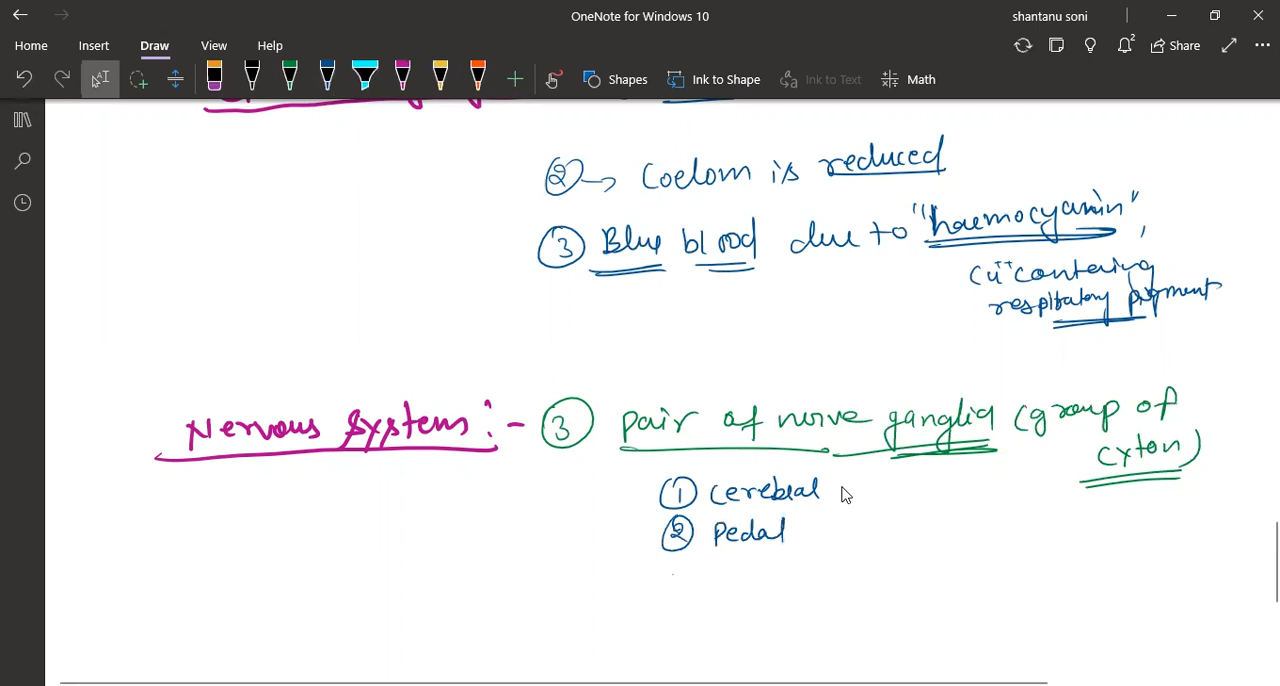 OneNote for Windows 10
shantanu soni
Home Insert Draw View Help
Share
Shapes Ink to Shape Ink to Text Math
② → Coelom is reduced
③ Blue blood due to "haemocyanin",
Cu⁺⁺ contering
respiratory pigment
Nervous System :- ③ pair of nerve ganglia (group of
cyton)
① Cerebral
② Pedal